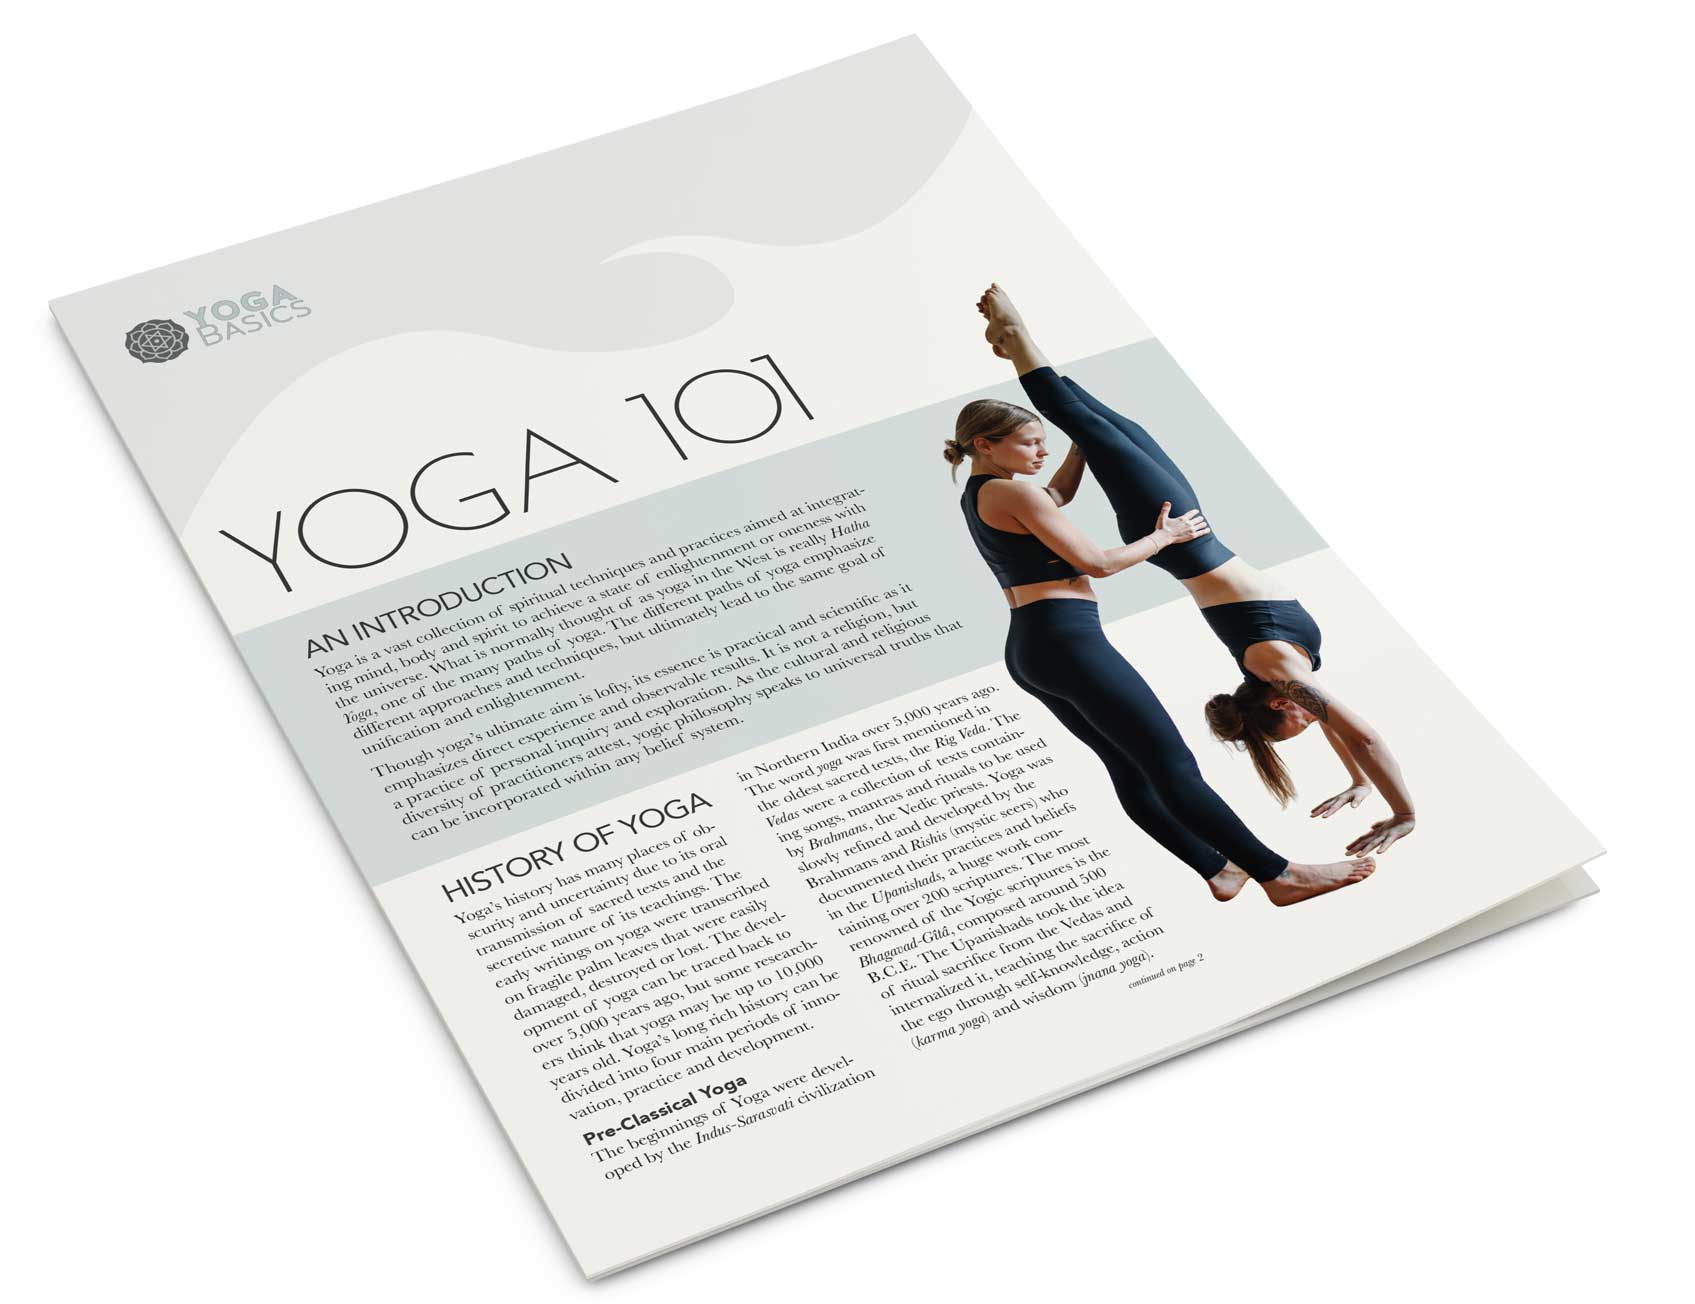 YOGA
BASICS
YOGA 101
AN INTRODUCTION
Yoga is a vast collection of spiritual techniques and practices aimed at integrat-
ing mind, body and spirit to achieve a state of enlightenment or oneness with
the universe. What is normally thought of as yoga in the West is really Hatha
Yoga, one of the many paths of yoga. The different paths of yoga emphasize
different approaches and techniques, but ultimately lead to the same goal of
unification and enlightenment.
Though yoga's ultimate aim is lofty, its essence is practical and scientific as it
emphasizes direct experience and observable results. It is not a religion, but
a practice of personal inquiry and exploration. As the cultural and religious
diversity of practitioners attest, yogic philosophy speaks to universal truths that
can be incorporated within any belief system.
HISTORY OF YOGA
Yoga's history has many places of ob-
scurity and uncertainty due to its oral
transmission of sacred texts and the
secretive nature of its teachings. The
early writings on yoga were transcribed
on fragile palm leaves that were easily
damaged, destroyed or lost. The devel-
opment of yoga can be traced back to
over 5,000 years ago, but some research-
ers think that yoga may be up to 10,000
years old. Yoga's long rich history can be
divided into four main periods of inno-
vation, practice and development.
Pre-Classical Yoga
The beginnings of Yoga were devel-
oped by the Indus-Sarasvati civilization
in Northern India over 5,000 years ago.
The word yoga was first mentioned in
the oldest sacred texts, the Rig Veda. The
Vedas were a collection of texts contain-
ing songs, mantras and rituals to be used
by Brahmans, the Vedic priests. Yoga was
slowly refined and developed by the
Brahmans and Rishis (mystic seers) who
documented their practices and beliefs
in the Upanishads, a huge work con-
taining over 200 scriptures. The most
renowned of the Yogic scriptures is the
Bhagavad-Gîtâ, composed around 500
B.C.E. The Upanishads took the idea
of ritual sacrifice from the Vedas and
internalized it, teaching the sacrifice of
the ego through self-knowledge, action
(karma yoga) and wisdom (jnana yoga).
continued on page 2